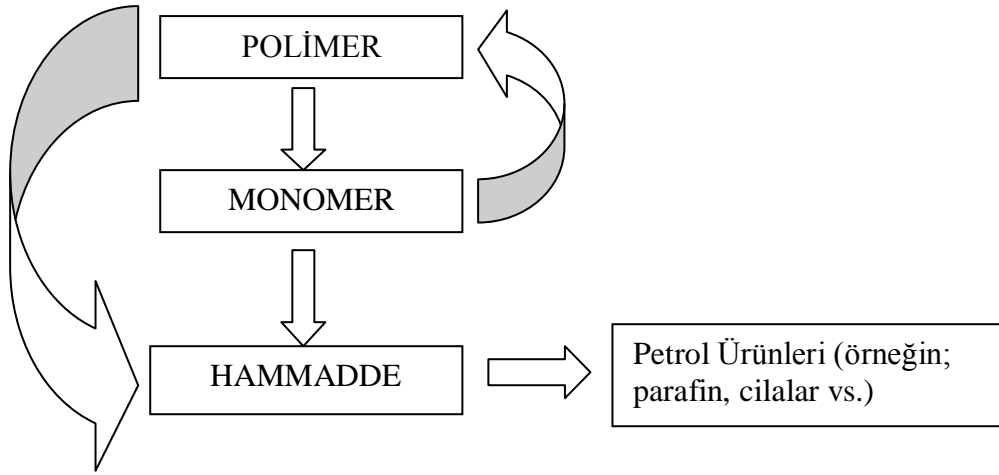 POLİMER
MONOMER
HAMMADDE
Petrol Ürünleri (örneğin;
parafin, cilalar vs.)